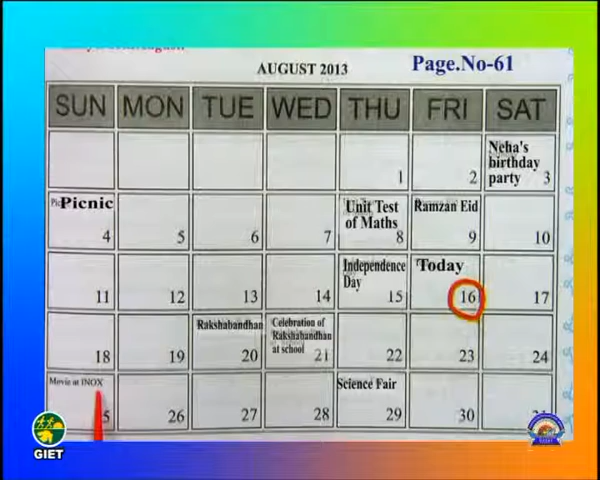 AUGUST 2013
Page.No-61
SUN MON TUE WED THU FRI SAT
1 2 Neha's birthday party 3
Picnic 4 5 6 7 Unit Test of Maths 8 Ramzan Eid 9 10
11 12 13 14 Independence Day 15 Today 16 17
18 19 Rakshabandhan 20 Celebration of Rakshabandhan at school 21 22 23 24
Movie at INOX 26 27 28 Science Fair 29 30
GIET